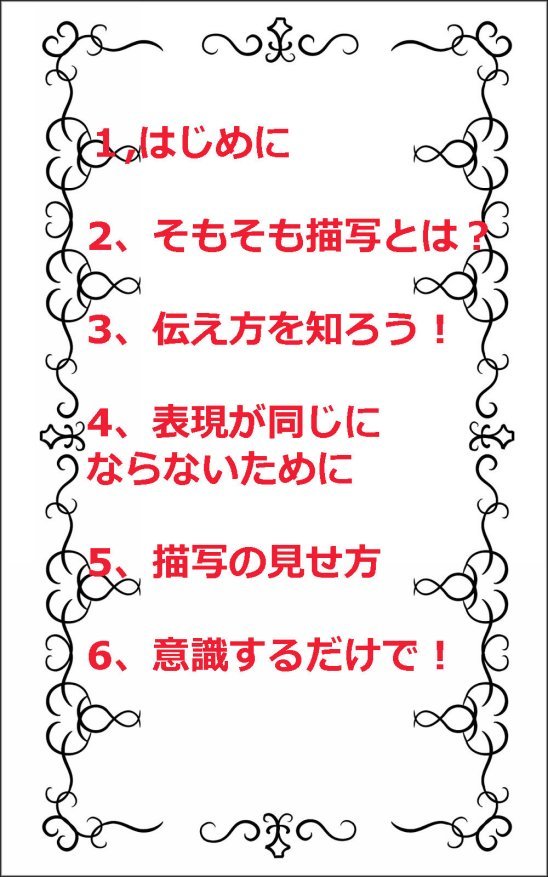 1,はじめに
2、そもそも描写とは？
3、伝え方を知ろう！
4、表現が同じに
ならないために
5、描写の見せ方
6、意識するだけで！